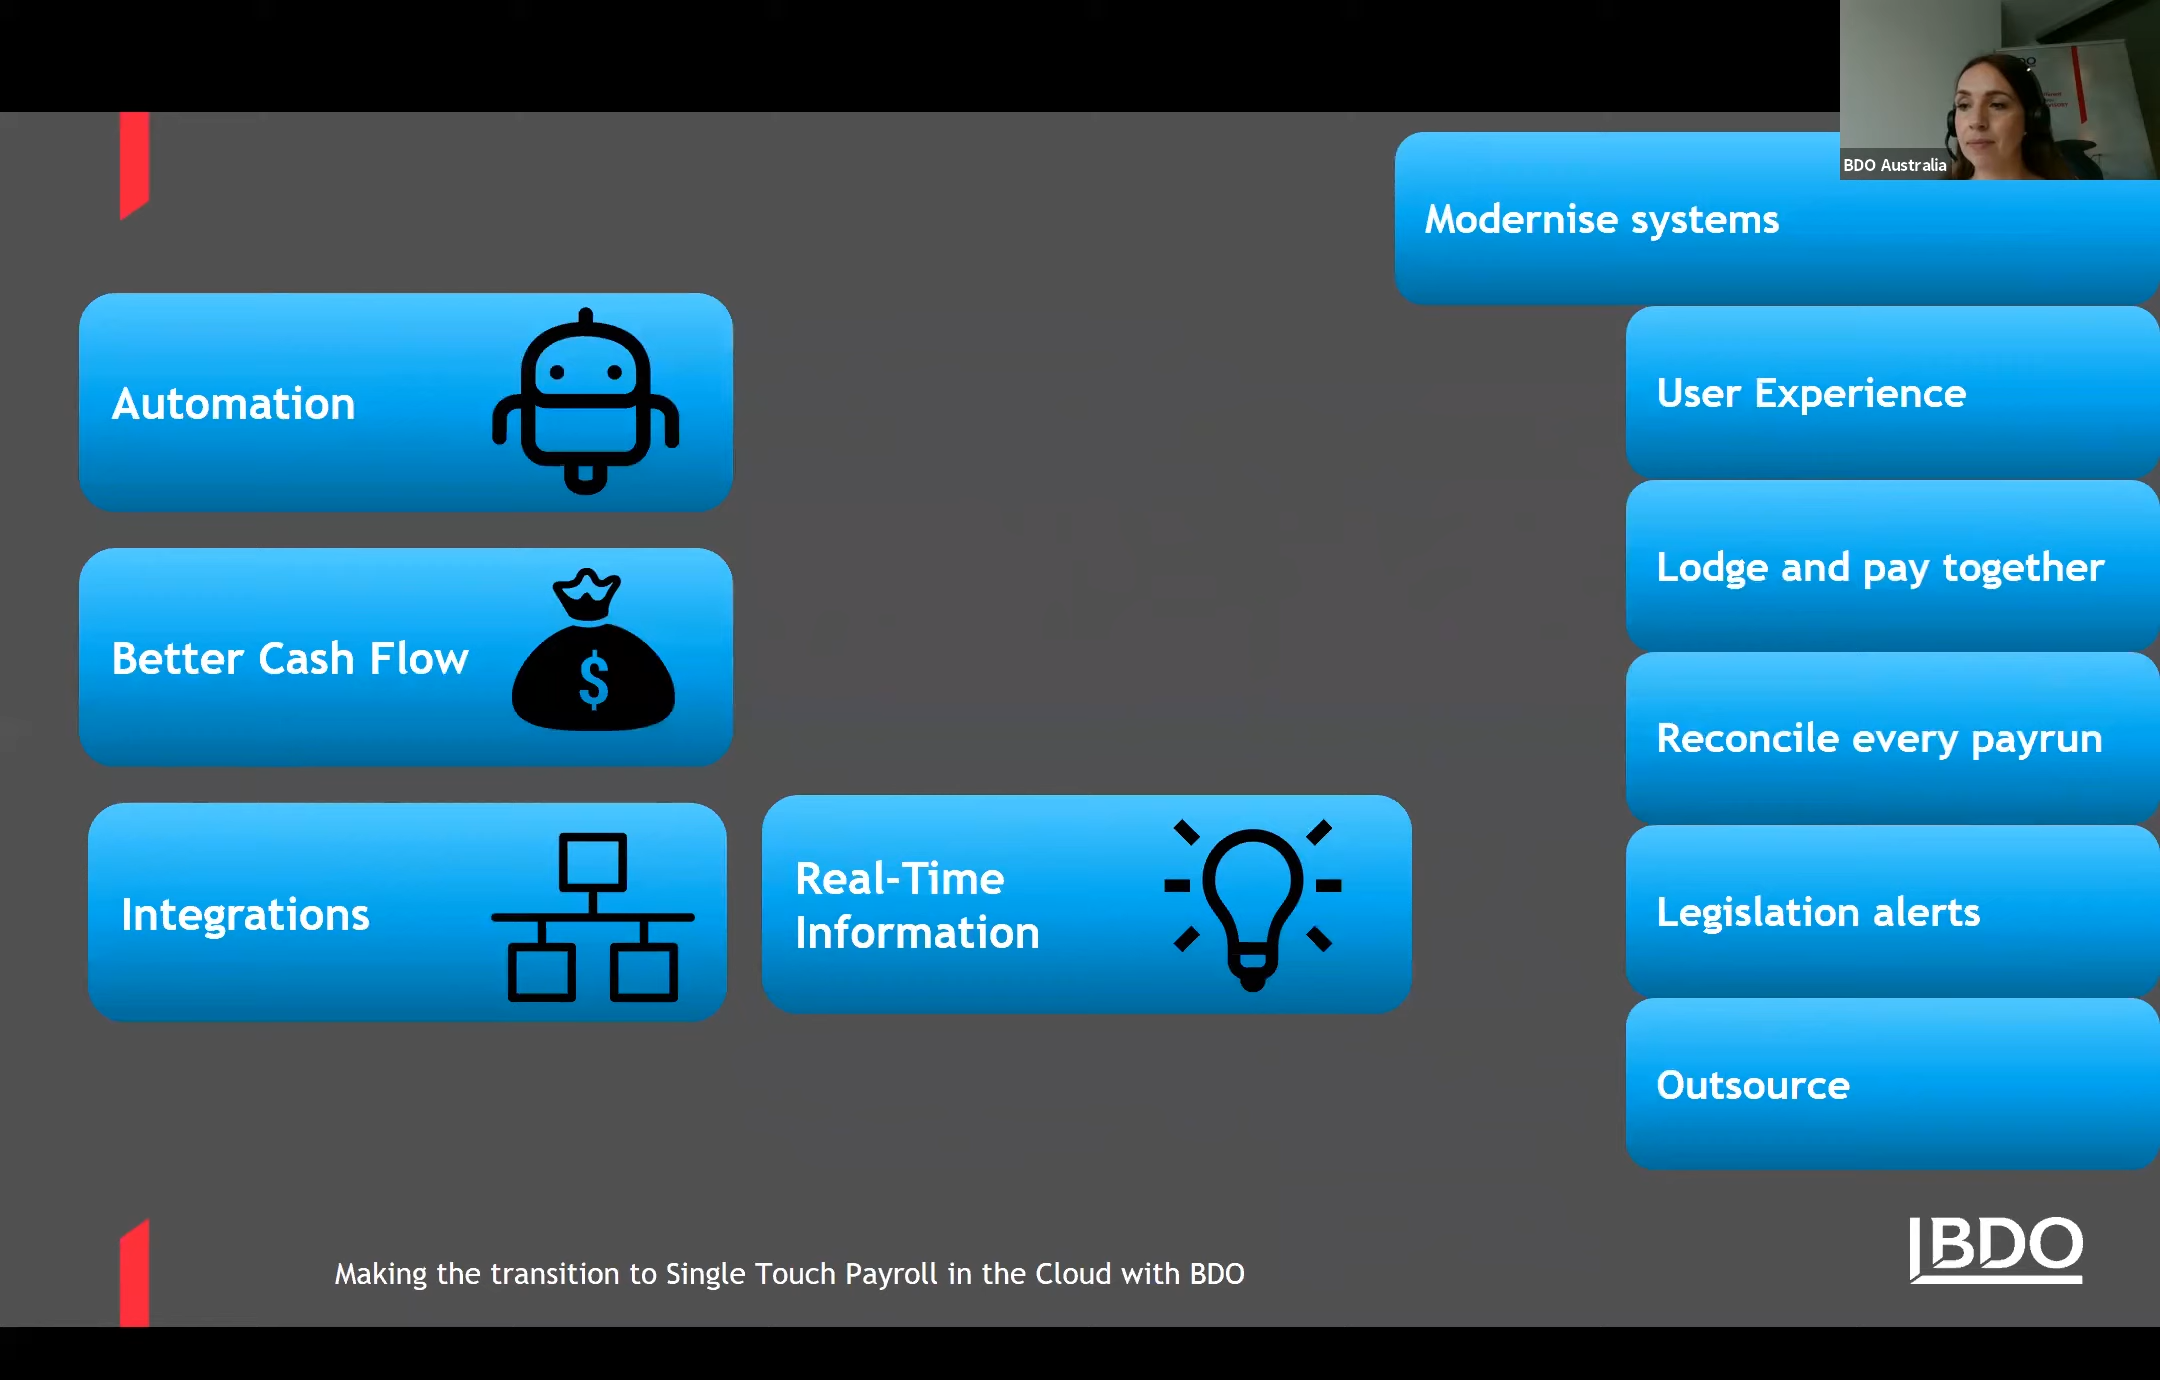 BDO Australia
Modernise systems
Automation
User Experience
Lodge and pay together
Better Cash Flow
$
Reconcile every payrun
Integrations
Real-Time
Information
Legislation alerts
Outsource
Making the transition to Single Touch Payroll in the Cloud with BDO
BDO